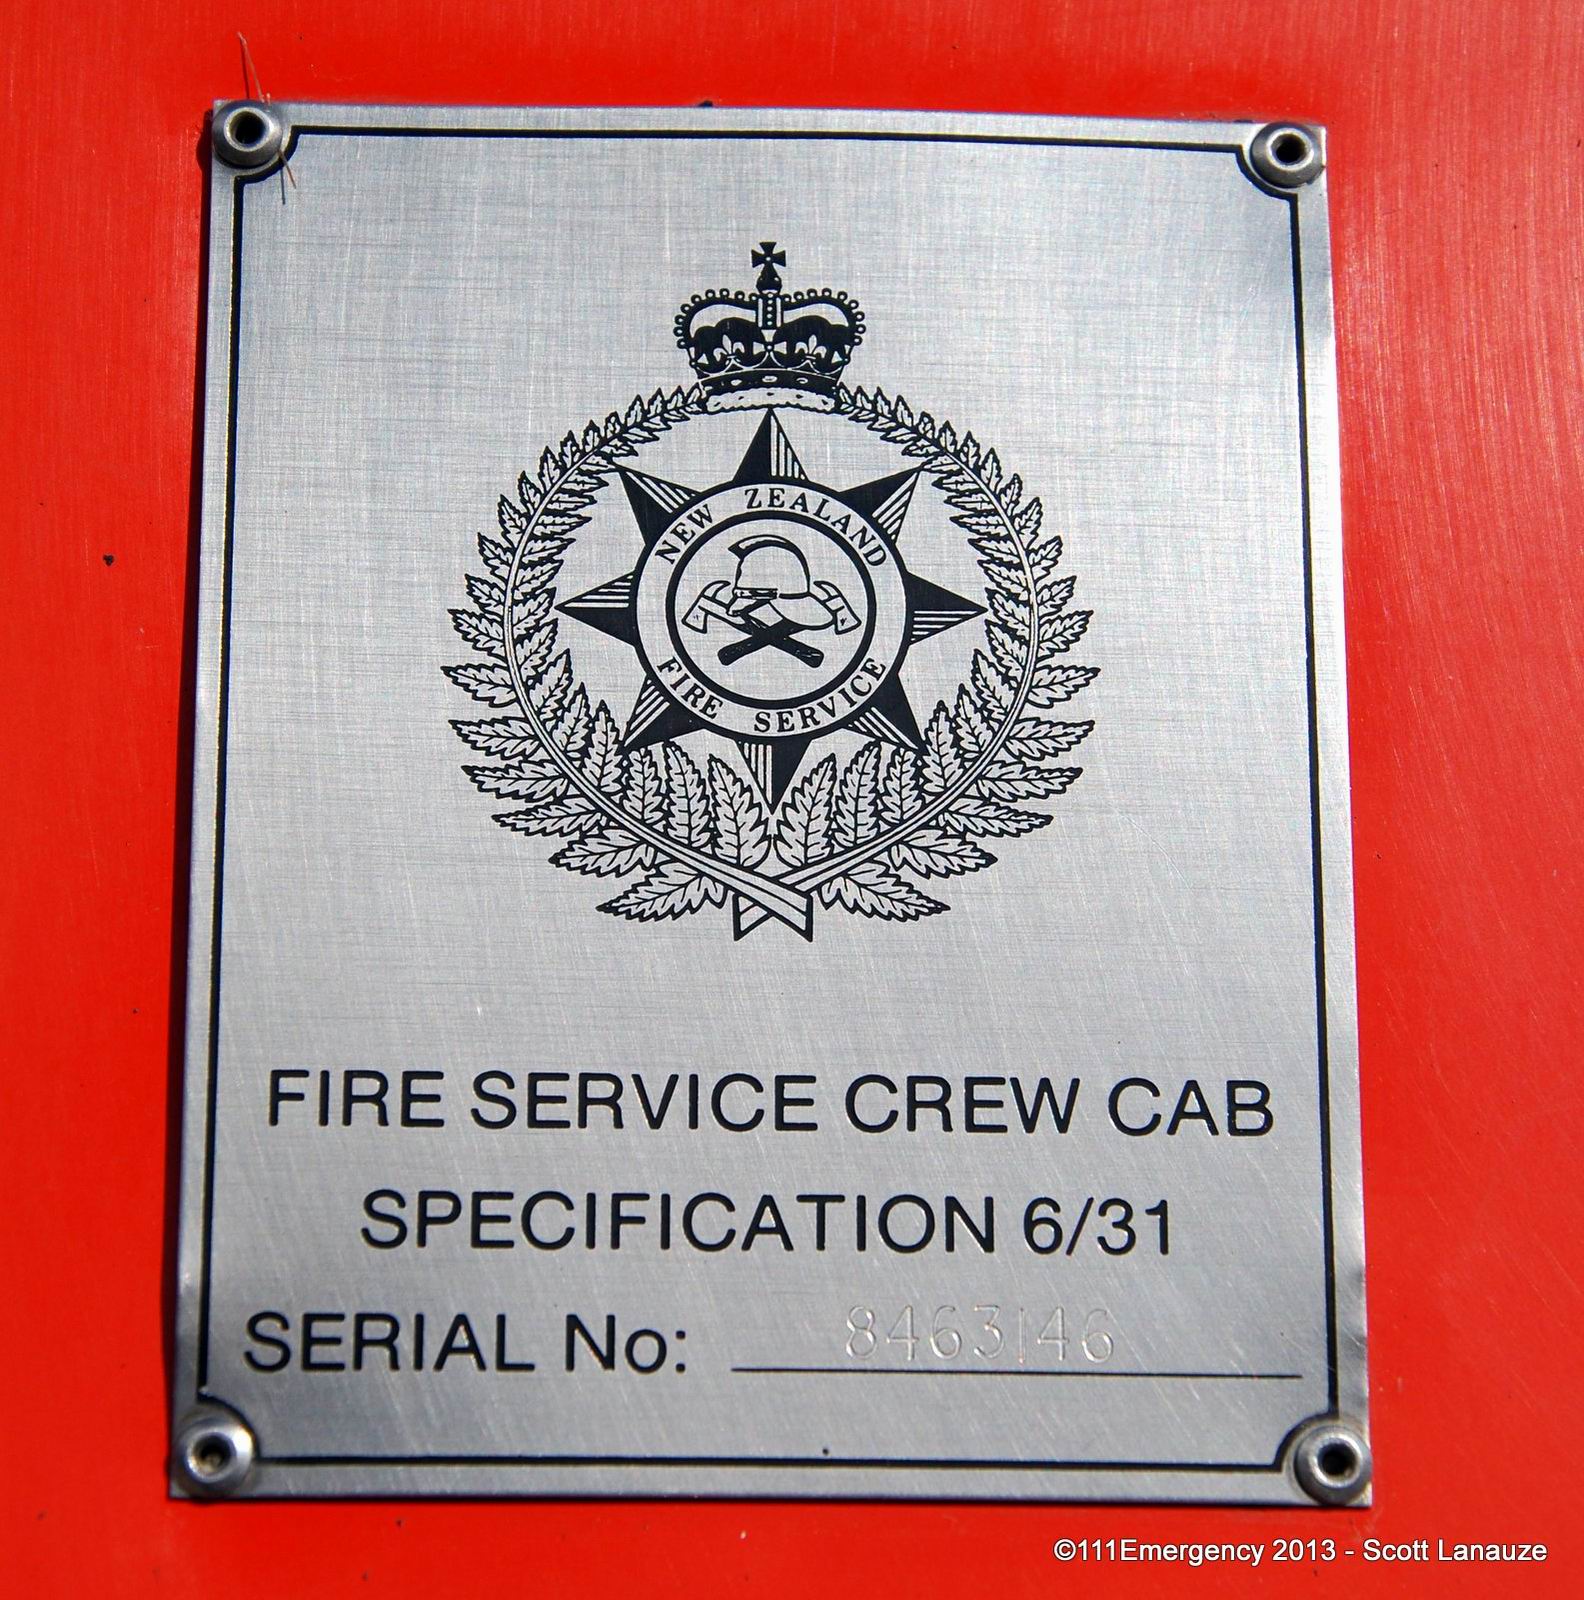 NEW ZEALAND
FIRE SERVICE
FIRE SERVICE CREW CAB
SPECIFICATION 6/31
SERIAL No: 8463146
©111Emergency 2013 - Scott Lanauze